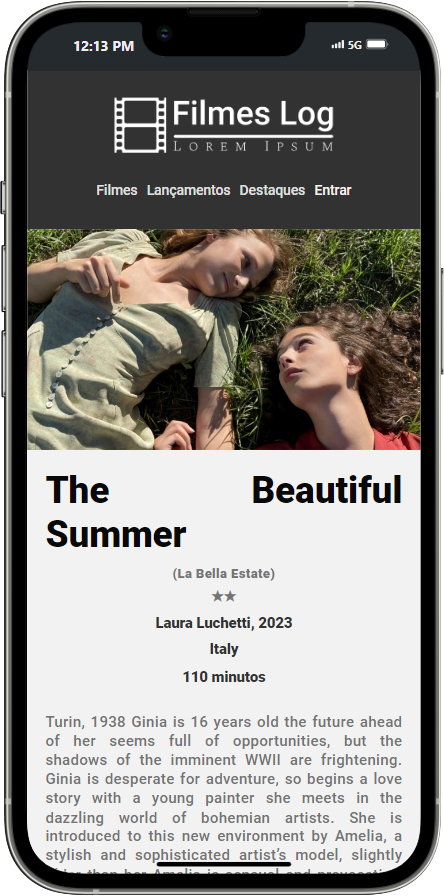 12:13 PM 5G
Filmes Log
Lorem Ipsum
Filmes Lançamentos Destaques Entrar
The Beautiful
Summer
(La Bella Estate)
★★
Laura Luchetti, 2023
Italy
110 minutos
Turin, 1938 Ginia is 16 years old the future ahead
of her seems full of opportunities, but the
shadows of the imminent WWII are frightening.
Ginia is desperate for adventure, so begins a love
story with a young painter she meets in the
dazzling world of bohemian artists. She is
introduced to this new environment by Amelia, a
stylish and sophisticated artist's model, slightly